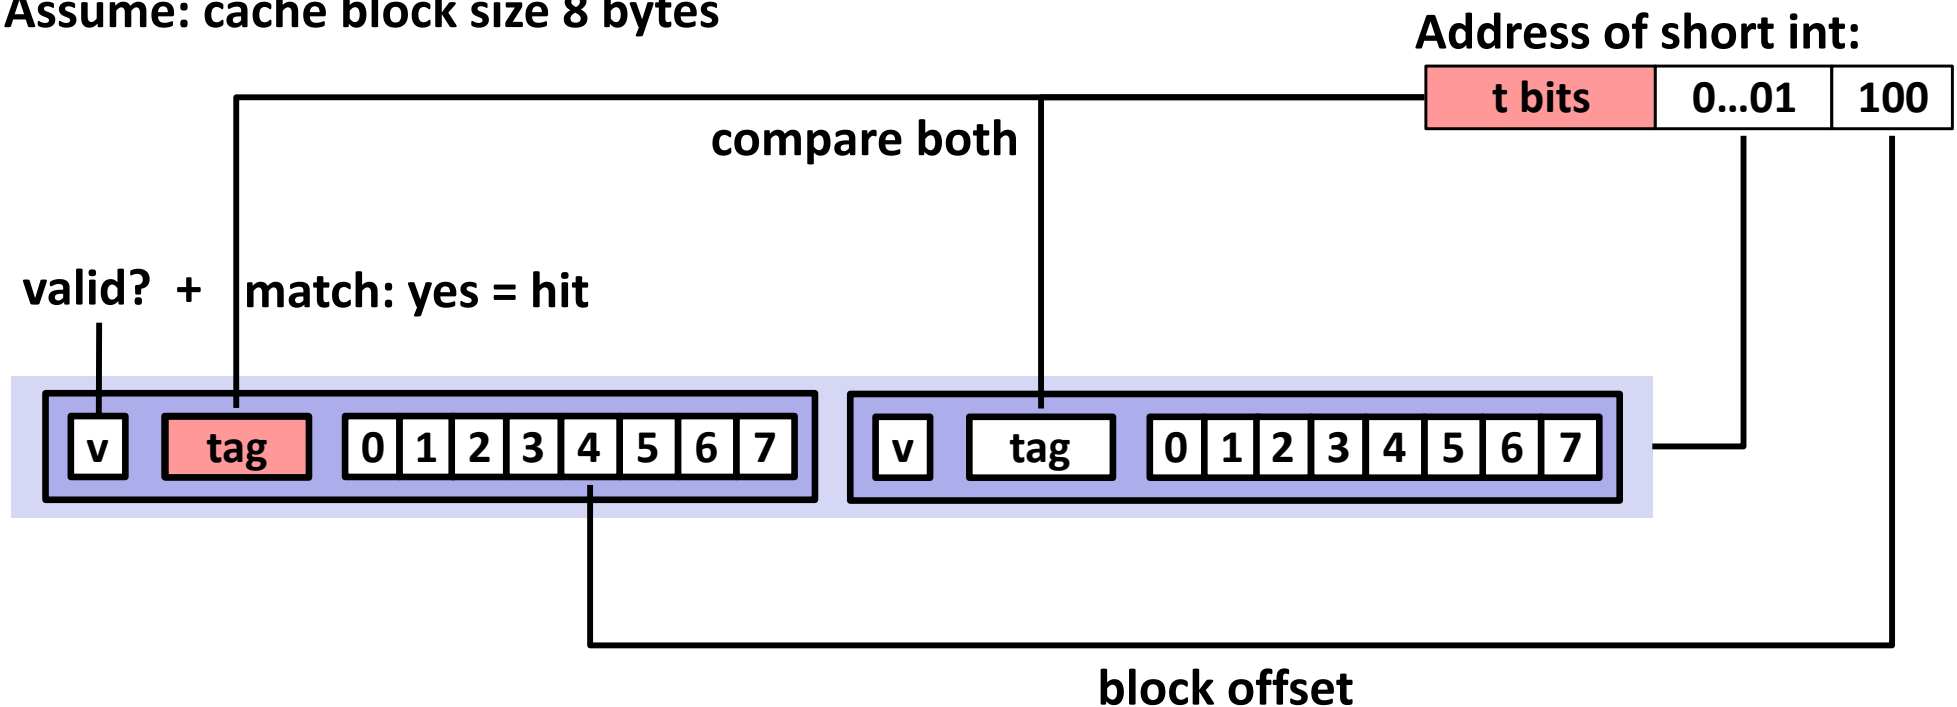 Assume: cache block size 8 bytes
Address of short int:
t bits 0...01 100
compare both
valid? + match: yes = hit
v tag 0 1 2 3 4 5 6 7 v tag 0 1 2 3 4 5 6 7
block offset